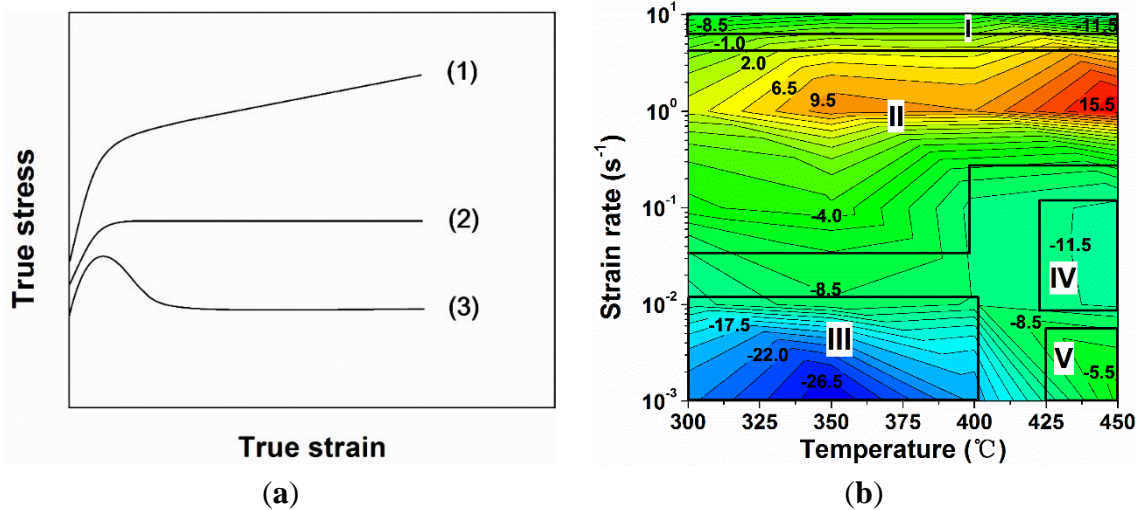 True stress
(1)
(2)
(3)
True strain
(a)
Strain rate (s⁻¹)
10¹
10⁰
10⁻¹
10⁻²
10⁻³
-8.5
I
-11.5
-1.0
2.0
6.5
9.5
II
15.5
-4.0
-11.5
IV
-8.5
-8.5
-17.5
III
-22.0
V
-5.5
-26.5
300 325 350 375 400 425 450
Temperature (℃)
(b)